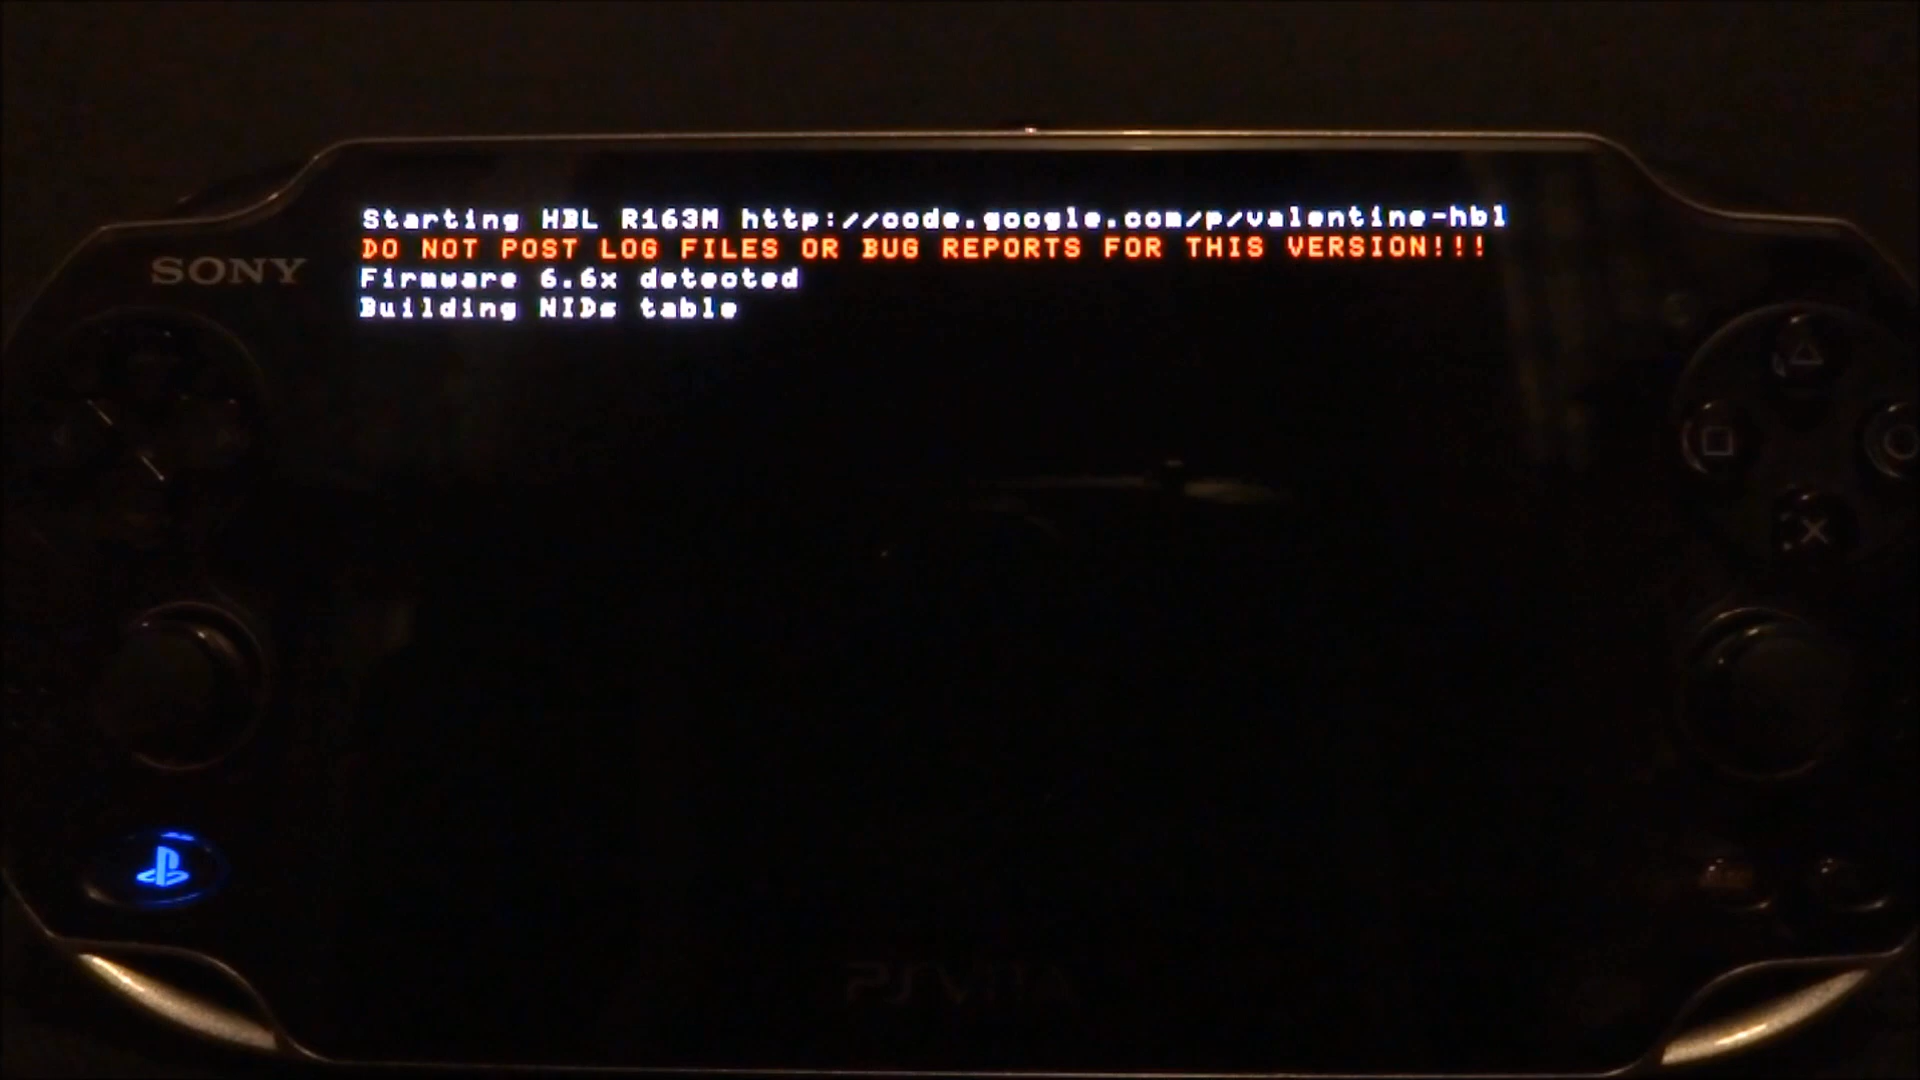 Starting HBL R163M http://code.google.com/p/valentine-hbl
DO NOT POST LOG FILES OR BUG REPORTS FOR THIS VERSION!!!
SONY
Firmware 6.6x detected
Building NIDs table
PSVITA